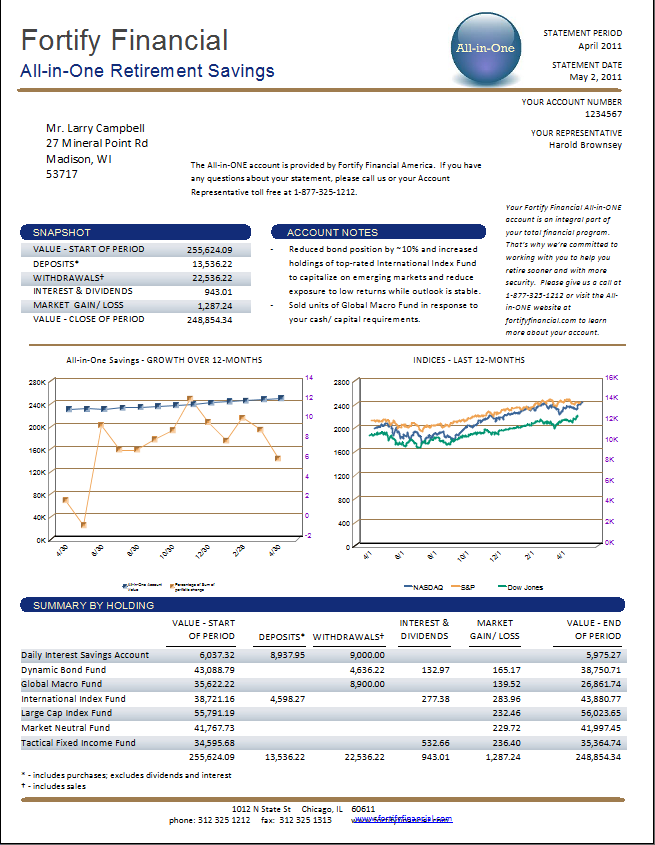 Fortify Financial
All-in-One Retirement Savings
All-in-One
STATEMENT PERIOD
April 2011
STATEMENT DATE
May 2, 2011
YOUR ACCOUNT NUMBER
1234567
YOUR REPRESENTATIVE
Harold Brownsey
Mr. Larry Campbell
27 Mineral Point Rd
Madison, WI
53717
The All-in-ONE account is provided by Fortify Financial America. If you have
any questions about your statement, please call us or your Account
Representative toll free at 1-877-325-1212.
Your Fortify Financial All-in-ONE
account is an integral part of
your total financial program.
That's why we're committed to
working with you to help you
retire sooner and with more
security. Please give us a call at
1-877-325-1212 or visit the All-
in-ONE website at
fortifyfinancial.com to learn
more about your account.
SNAPSHOT
VALUE - START OF PERIOD 255,624.09
DEPOSITS* 13,536.22
WITHDRAWALS† 22,536.22
INTEREST & DIVIDENDS 943.01
MARKET GAIN/ LOSS 1,287.24
VALUE - CLOSE OF PERIOD 248,854.34
ACCOUNT NOTES
- Reduced bond position by ~10% and increased
holdings of top-rated International Index Fund
to capitalize on emerging markets and reduce
exposure to low returns while outlook is stable.
- Sold units of Global Macro Fund in response to
your cash/ capital requirements.
All-in-One Savings - GROWTH OVER 12-MONTHS
280K
240K
200K
160K
120K
80K
40K
0K
14
12
10
8
6
4
2
0
-2
4/30 6/30 8/30 10/30 12/30 2/28 4/30
All-in-One Account
Value
Percentage of Sum of
portfolio change
INDICES - LAST 12-MONTHS
2800
2400
2000
1600
1200
800
400
0
16K
14K
12K
10K
8K
6K
4K
2K
0K
4/1 6/1 8/1 10/1 12/1 2/1 4/1
NASDAQ S&P Dow Jones
SUMMARY BY HOLDING
VALUE - START INTEREST & MARKET VALUE - END
OF PERIOD DEPOSITS* WITHDRAWALS† DIVIDENDS GAIN/ LOSS OF PERIOD
Daily Interest Savings Account 6,037.32 8,937.95 9,000.00 5,975.27
Dynamic Bond Fund 43,088.79 4,636.22 132.97 165.17 38,750.71
Global Macro Fund 35,622.22 8,900.00 139.52 26,861.74
International Index Fund 38,721.16 4,598.27 277.38 283.96 43,880.77
Large Cap Index Fund 55,791.19 232.46 56,023.65
Market Neutral Fund 41,767.73 229.72 41,997.45
Tactical Fixed Income Fund 34,595.68 532.66 236.40 35,364.74
255,624.09 13,536.22 22,536.22 943.01 1,287.24 248,854.34
* - includes purchases; excludes dividends and interest
† - includes sales
1012 N State St Chicago, IL 60611
phone: 312 325 1212 fax: 312 325 1313 www.fortifyfinancial.com